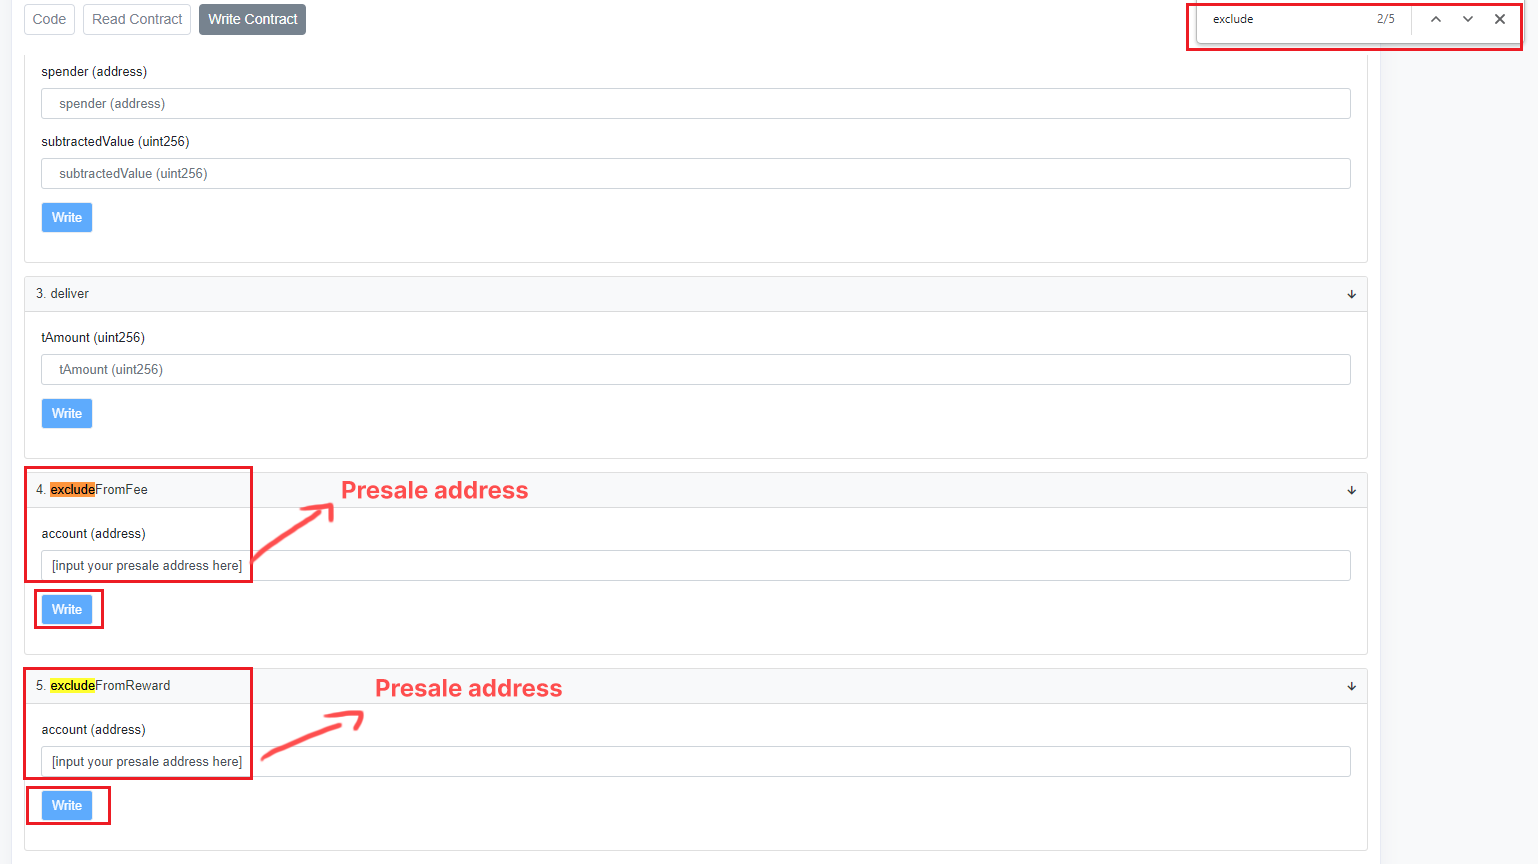 Code Read Contract Write Contract
exclude 2/5
spender (address)
spender (address)
subtractedValue (uint256)
subtractedValue (uint256)
Write
3. deliver
tAmount (uint256)
tAmount (uint256)
Write
4. excludeFromFee
Presale address
account (address)
[input your presale address here]
Write
5. excludeFromReward
Presale address
account (address)
[input your presale address here]
Write